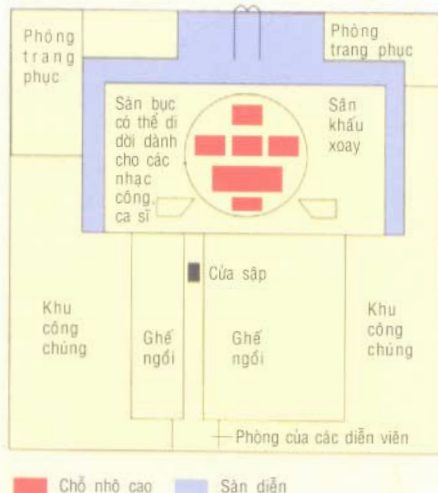 Phòng
trang
phục
Phòng
trang phục
Sàn bục
có thể di
dời dành
cho các
nhạc
công,
ca sĩ
Sân
khấu
xoay
Cửa sập
Khu
công
chúng
Ghế
ngồi
Ghế
ngồi
Khu
công
chúng
Phòng của các diễn viên
Chỗ nhô cao
Sàn diễn